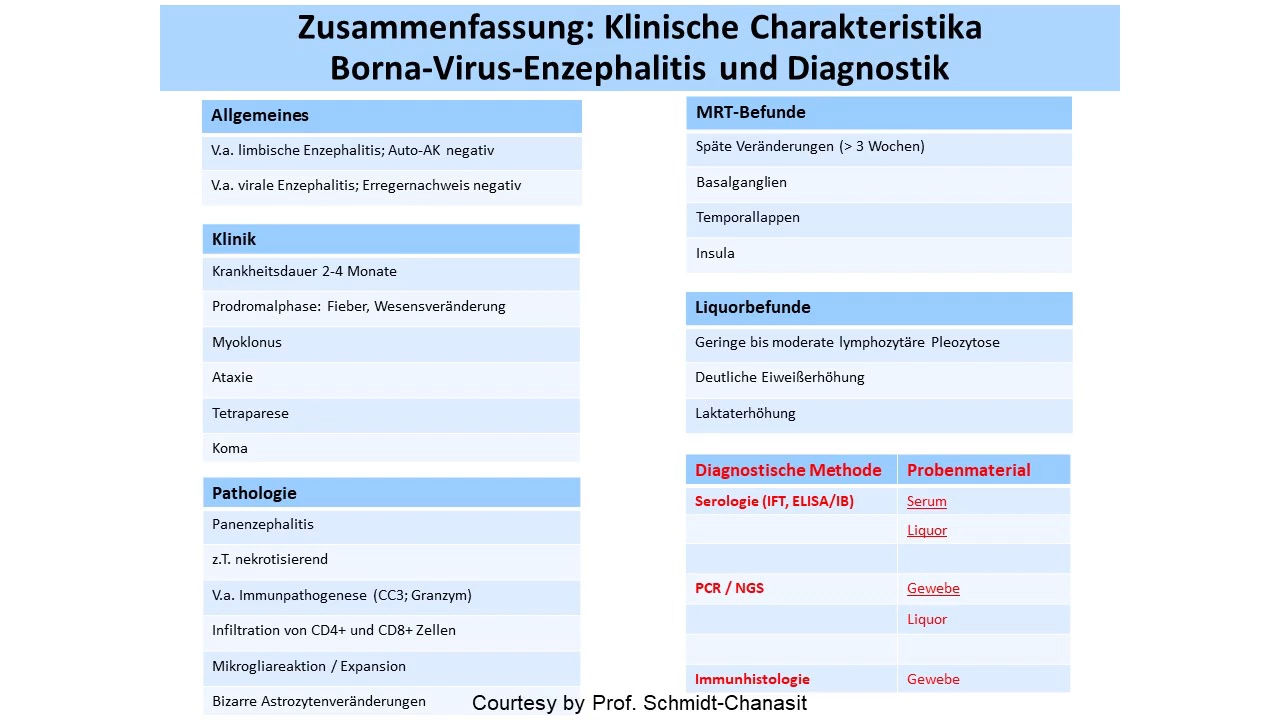 Zusammenfassung: Klinische Charakteristika
Borna-Virus-Enzephalitis und Diagnostik
Allgemeines
V.a. limbische Enzephalitis; Auto-AK negativ
V.a. virale Enzephalitis; Erregernachweis negativ
Klinik
Krankheitsdauer 2-4 Monate
Prodromalphase: Fieber, Wesensveränderung
Myoklonus
Ataxie
Tetraparese
Koma
Pathologie
Panenzephalitis
z.T. nekrotisierend
V.a. Immunpathogenese (CC3; Granzym)
Infiltration von CD4+ und CD8+ Zellen
Mikrogliareaktion / Expansion
Bizarre Astrozytenveränderungen
MRT-Befunde
Späte Veränderungen (> 3 Wochen)
Basalganglien
Temporallappen
Insula
Liquorbefunde
Geringe bis moderate lymphozytäre Pleozytose
Deutliche Eiweißerhöhung
Laktaterhöhung
Diagnostische Methode Probenmaterial
Serologie (IFT, ELISA/IB) Serum
Liquor
PCR / NGS Gewebe
Liquor
Immunhistologie Gewebe
Courtesy by Prof. Schmidt-Chanasit